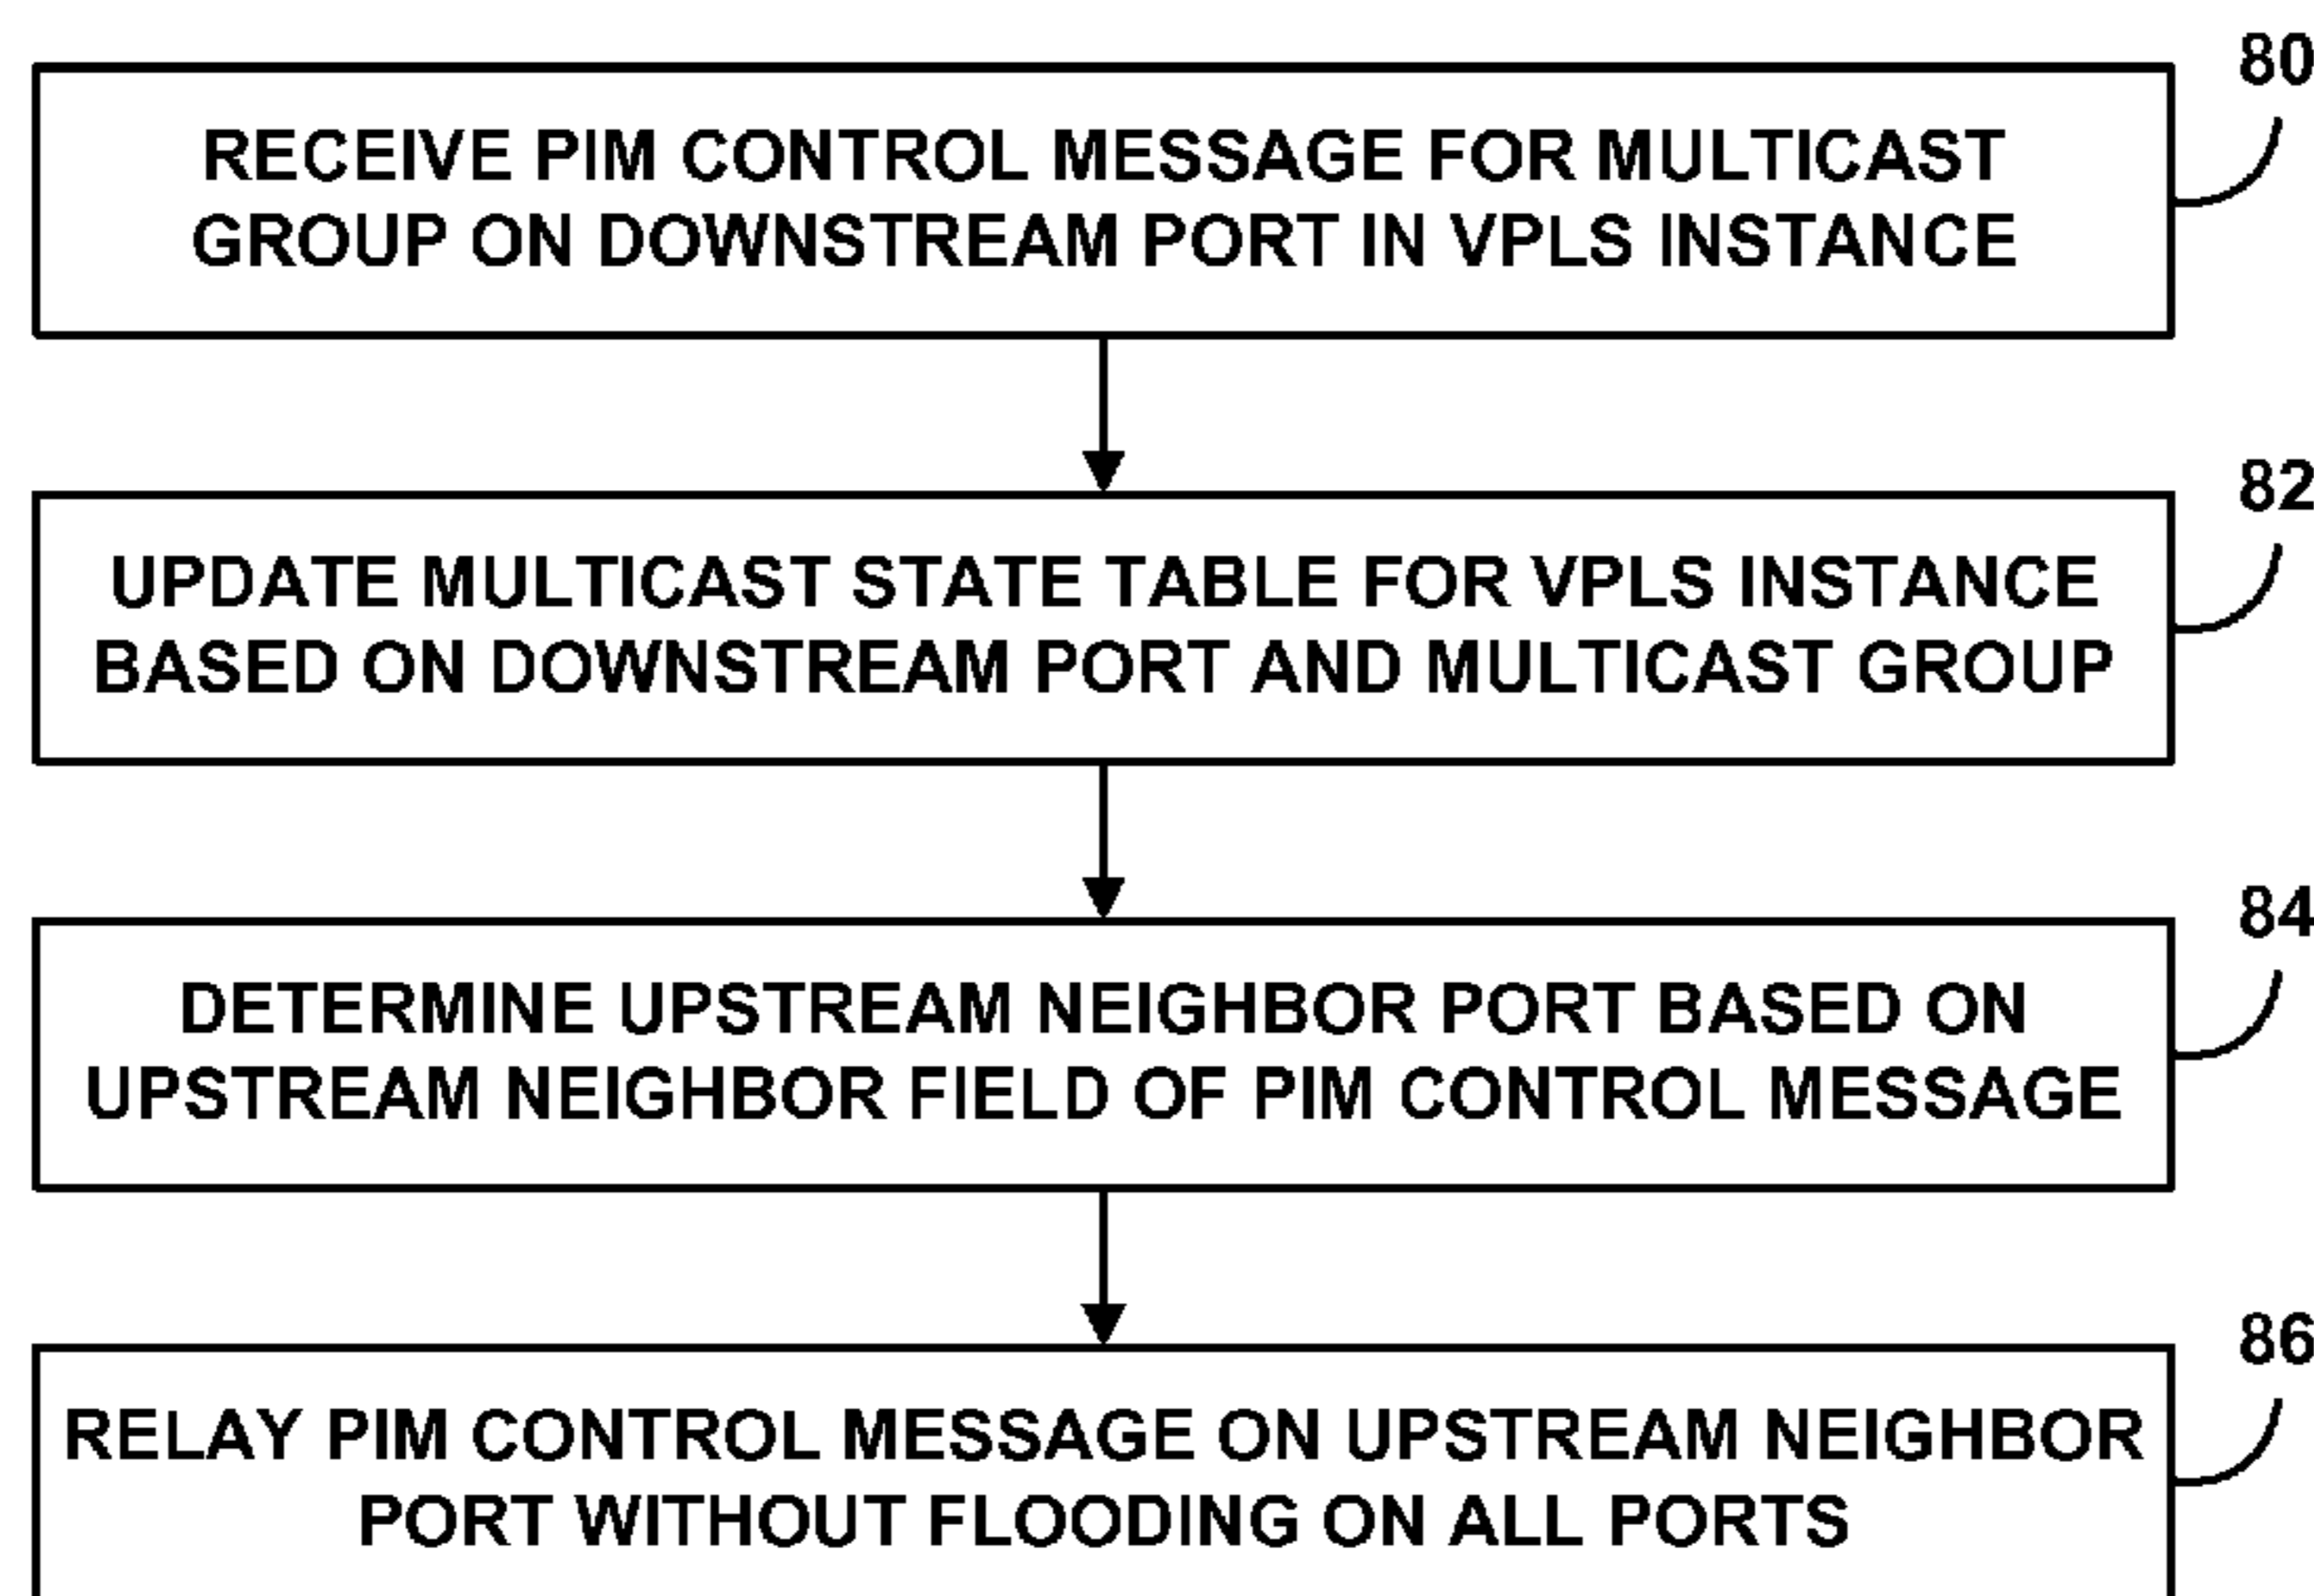 80
RECEIVE PIM CONTROL MESSAGE FOR MULTICAST
GROUP ON DOWNSTREAM PORT IN VPLS INSTANCE
82
UPDATE MULTICAST STATE TABLE FOR VPLS INSTANCE
BASED ON DOWNSTREAM PORT AND MULTICAST GROUP
84
DETERMINE UPSTREAM NEIGHBOR PORT BASED ON
UPSTREAM NEIGHBOR FIELD OF PIM CONTROL MESSAGE
86
RELAY PIM CONTROL MESSAGE ON UPSTREAM NEIGHBOR
PORT WITHOUT FLOODING ON ALL PORTS